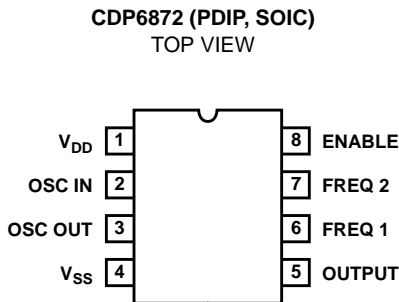 CDP6872 (PDIP, SOIC)
TOP VIEW
VDD 1 8 ENABLE
OSC IN 2 7 FREQ 2
OSC OUT 3 6 FREQ 1
VSS 4 5 OUTPUT